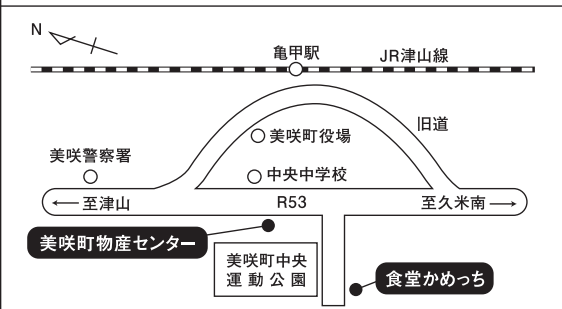 N
亀甲駅
JR津山線
旧道
美咲町役場
美咲警察署
中央中学校
←至津山
R53
至久米南→
美咲町物産センター
美咲町中央
運動公園
食堂かめっち